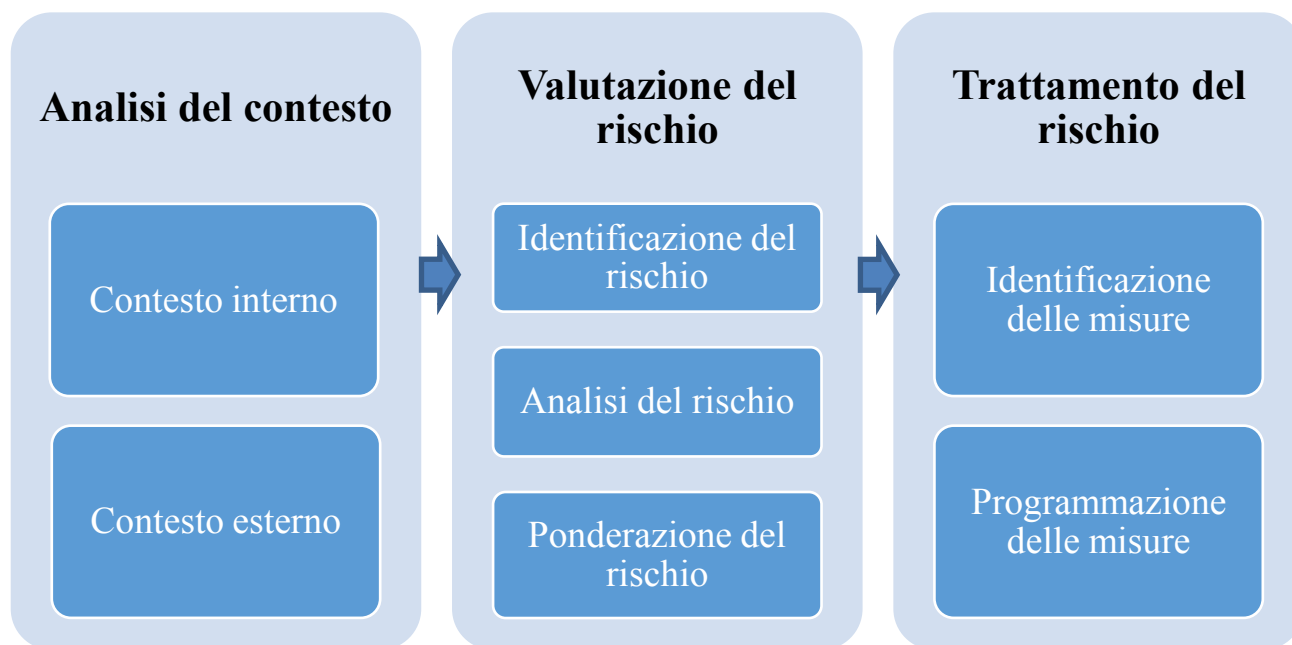 Analisi del contesto
Contesto interno
Contesto esterno
Valutazione del
rischio
Identificazione del
rischio
Analisi del rischio
Ponderazione del
rischio
Trattamento del
rischio
Identificazione
delle misure
Programmazione
delle misure